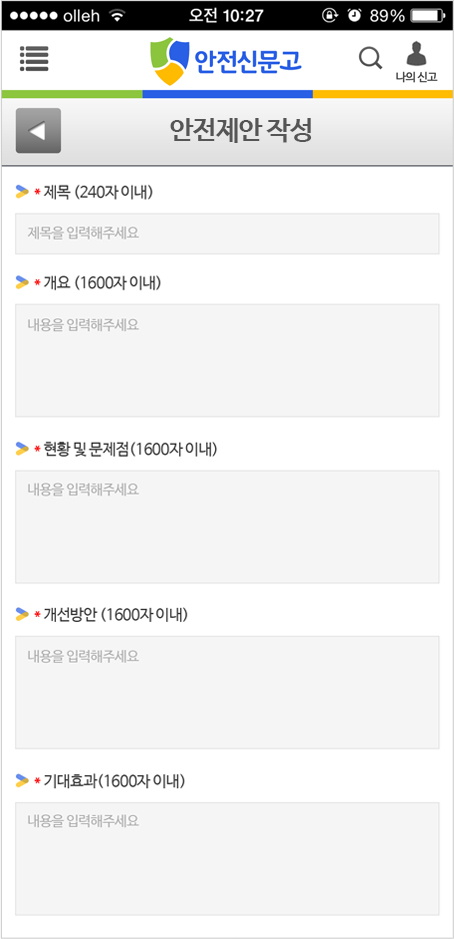 olleh 오전 10:27 89%
안전신문고
나의 신고
안전제안 작성
* 제목 (240자 이내)
제목을 입력해주세요
* 개요 (1600자 이내)
내용을 입력해주세요
* 현황 및 문제점(1600자 이내)
내용을 입력해주세요
* 개선방안 (1600자 이내)
내용을 입력해주세요
* 기대효과(1600자 이내)
내용을 입력해주세요